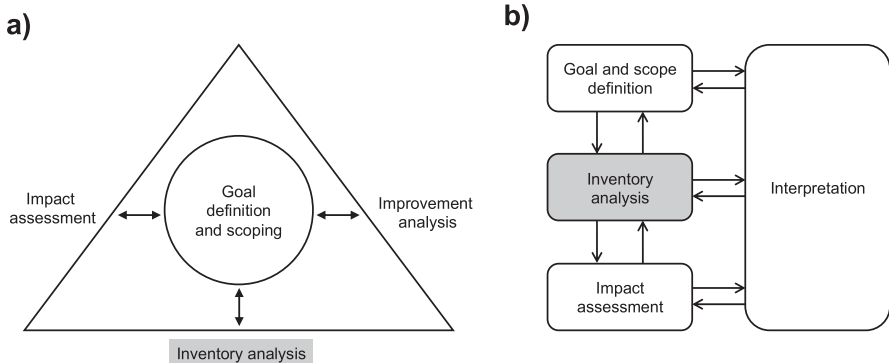 a)
Impact
assessment
Goal
definition
and scoping
Improvement
analysis
Inventory analysis
b)
Goal and scope
definition
Inventory
analysis
Impact
assessment
Interpretation